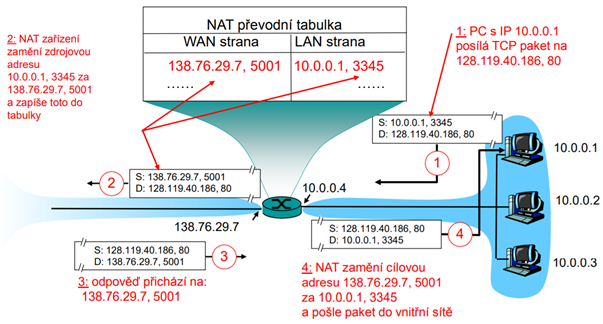 NAT převodní tabulka
WAN strana LAN strana
138.76.29.7, 5001 10.0.0.1, 3345
...... ......
2: NAT zařízení
zamění zdrojovou
adresu
10.0.0.1, 3345 za
138.76.29.7, 5001
a zapíše toto do
tabulky
1: PC s IP 10.0.0.1
posílá TCP paket na
128.119.40.186, 80
S: 10.0.0.1, 3345
D: 128.119.40.186, 80
1
10.0.0.1
S: 138.76.29.7, 5001
D: 128.119.40.186, 80
2
10.0.0.4
10.0.0.2
138.76.29.7
S: 128.119.40.186, 80
D: 10.0.0.1, 3345
4
S: 128.119.40.186, 80
D: 138.76.29.7, 5001
3
10.0.0.3
3: odpověď přichází na:
138.76.29.7, 5001
4: NAT zamění cílovou
adresu 138.76.29.7, 5001
za 10.0.0.1, 3345
a pošle paket do vnitřní sítě